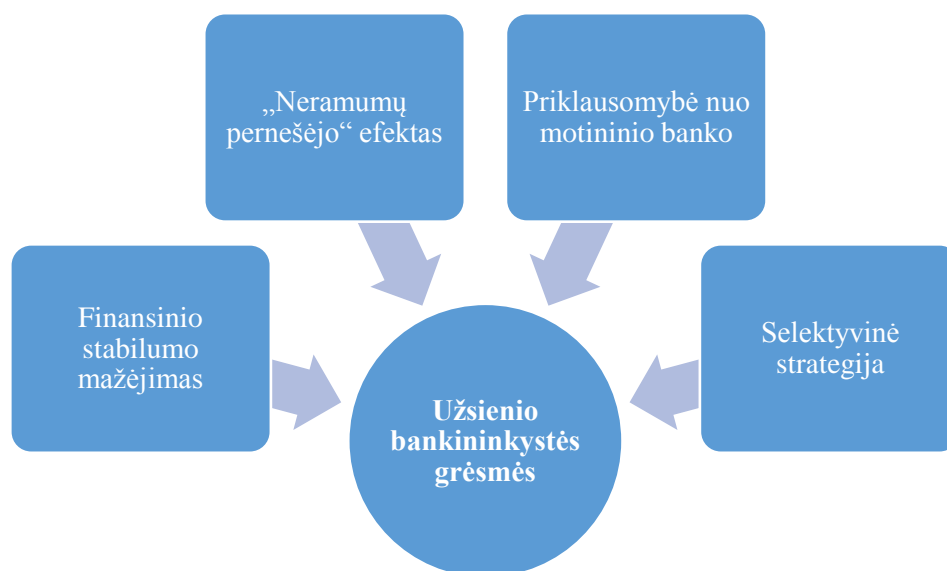 „Neramumų
pernešėjo“ efektas
Priklausomybė nuo
motininio banko
Finansinio
stabilumo
mažėjimas
Selektyvinė
strategija
Užsienio
bankininkystės
grėsmės